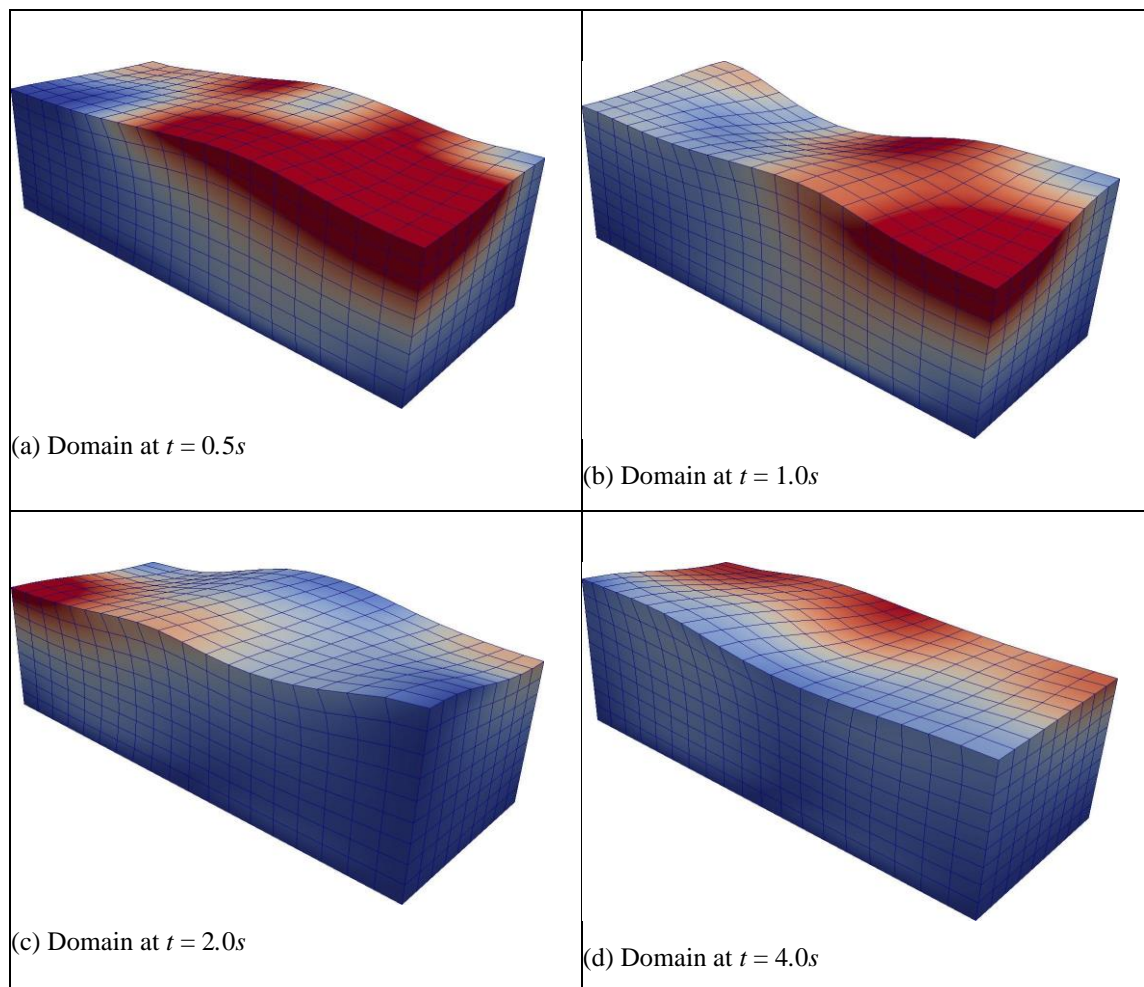 (a) Domain at t = 0.5s
(b) Domain at t = 1.0s
(c) Domain at t = 2.0s
(d) Domain at t = 4.0s